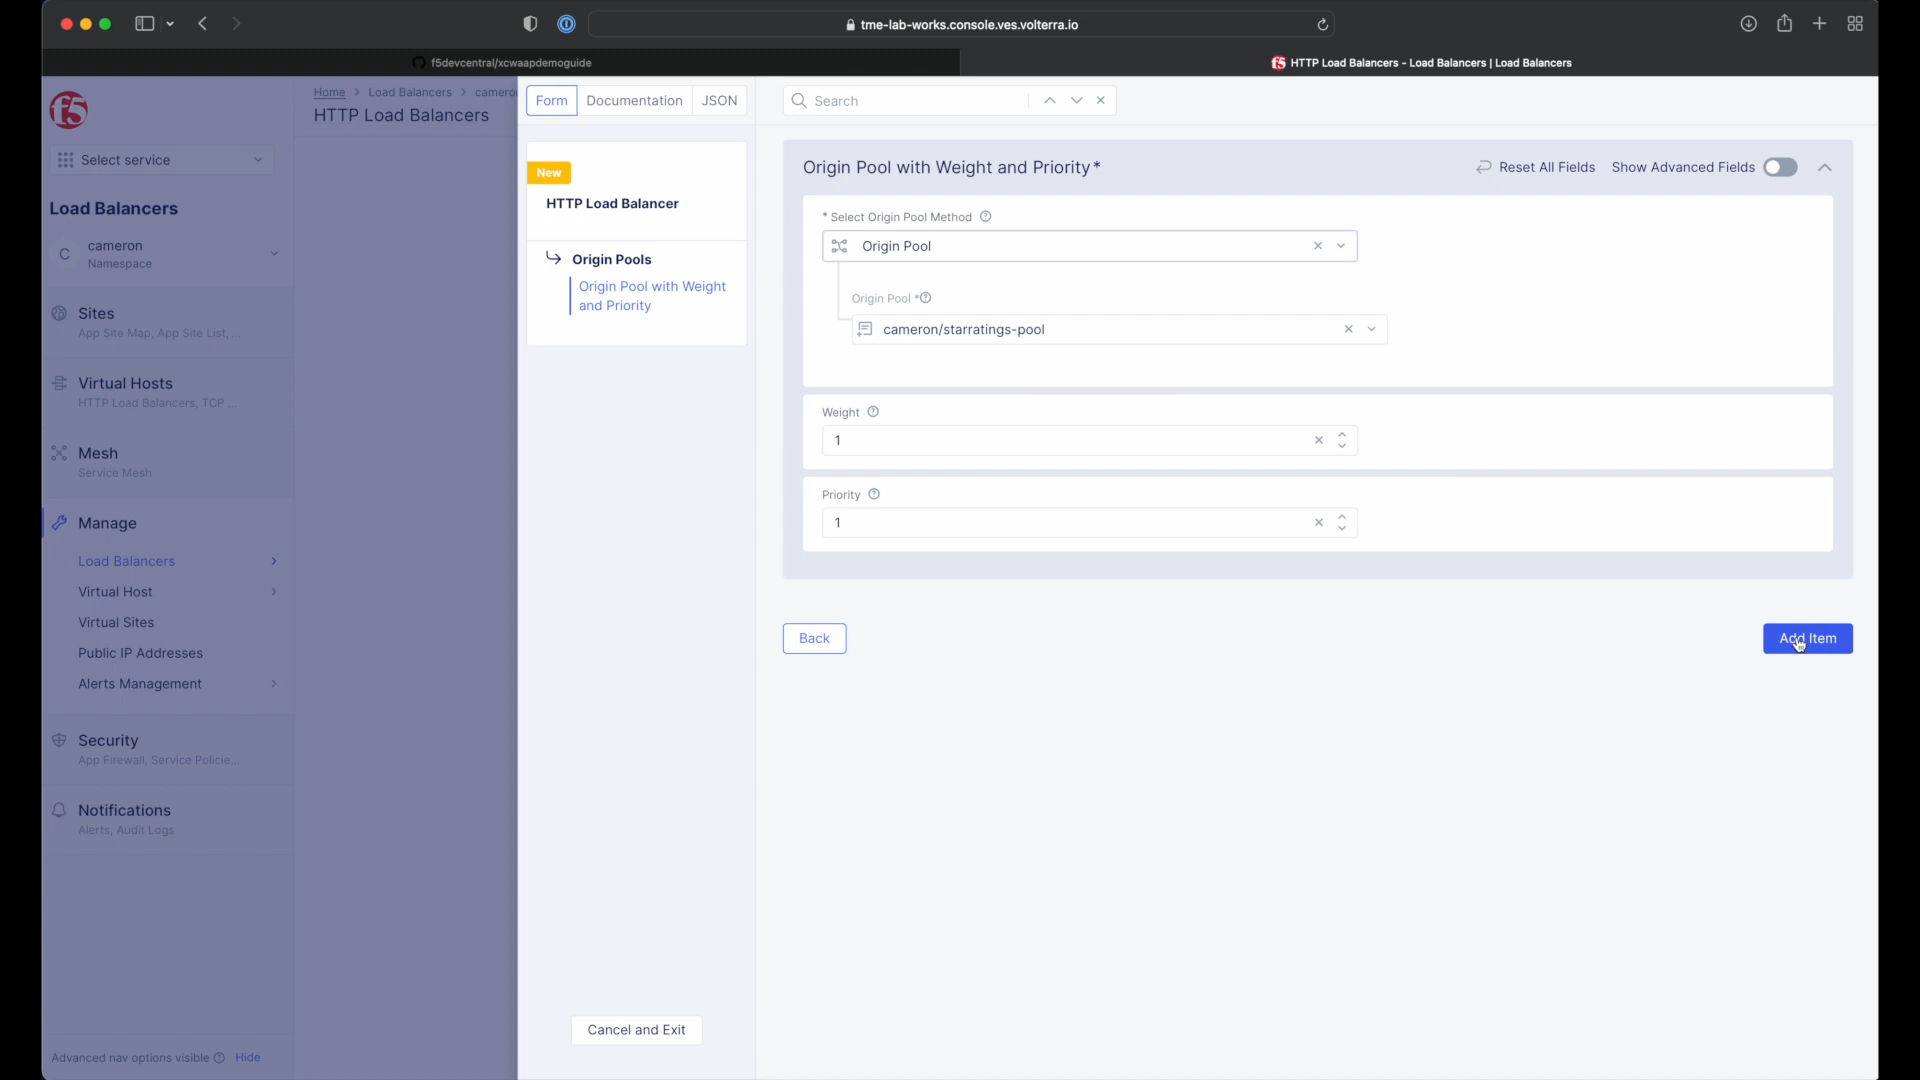 tme-lab-works.console.ves.volterra.io
f5devcentral/xcwaapdemoguide
HTTP Load Balancers - Load Balancers | Load Balancers
f5
Select service
Load Balancers
C
cameron
Namespace
Sites
App Site Map, App Site List, ...
Virtual Hosts
HTTP Load Balancers, TCP ...
Mesh
Service Mesh
Manage
Load Balancers
Virtual Host
Virtual Sites
Public IP Addresses
Alerts Management
Security
App Firewall, Service Policie...
Notifications
Alerts, Audit Logs
Advanced nav options visible Hide
Home > Load Balancers > camero
HTTP Load Balancers
Form Documentation JSON
Search
New
HTTP Load Balancer
Origin Pools
Origin Pool with Weight
and Priority
Cancel and Exit
Origin Pool with Weight and Priority*
Reset All Fields Show Advanced Fields
* Select Origin Pool Method
Origin Pool
Origin Pool *
cameron/starratings-pool
Weight
1
Priority
1
Back
Add Item